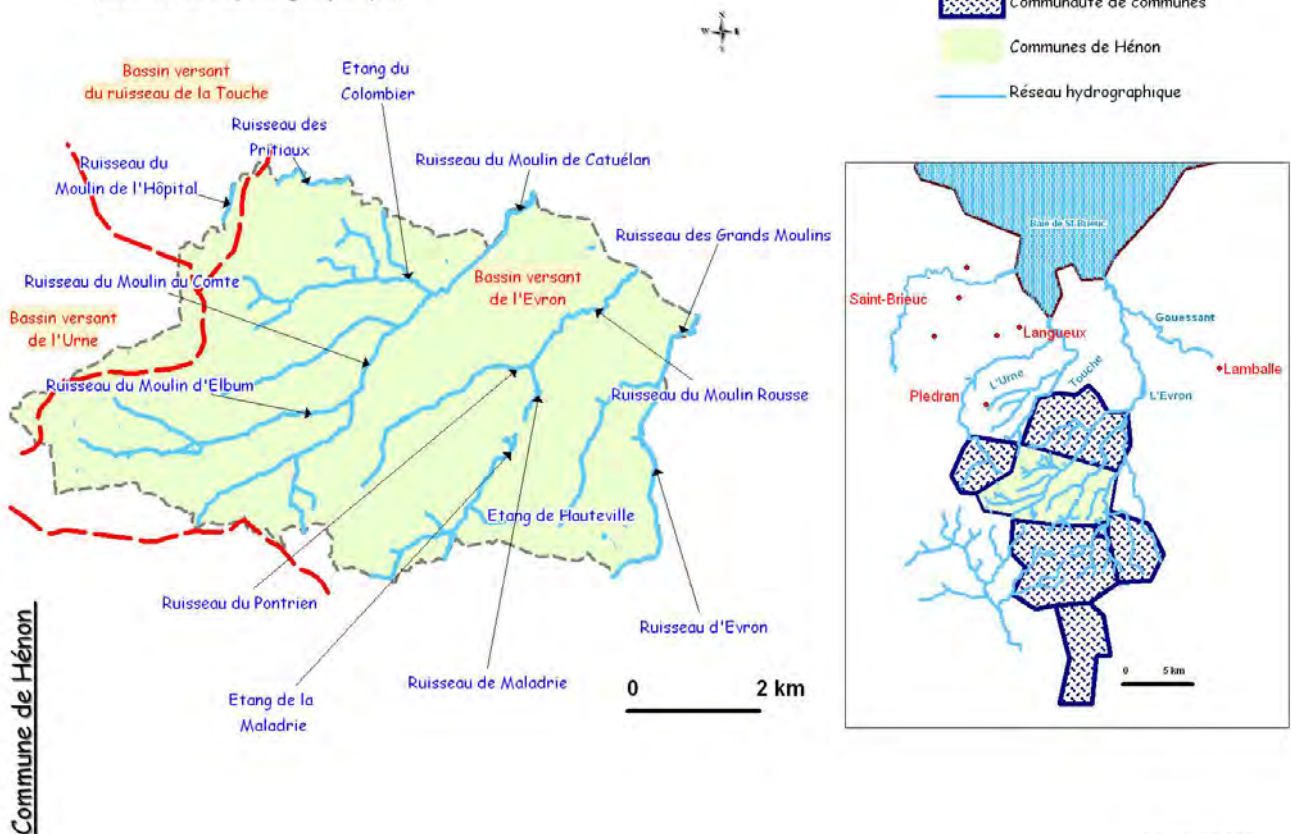 Communauté de communes
Communes de Hénon
Réseau hydrographique
N
W
E
S
Bassin versant
du ruisseau de la Touche
Etang du
Colombier
Ruisseau des
Pritiaux
Ruisseau du
Moulin de l'Hôpital
Ruisseau du Moulin de Catuélan
Ruisseau des Grands Moulins
Ruisseau du Moulin au Comte
Bassin versant
de l'Evron
Bassin versant
de l'Urne
Ruisseau du Moulin d'Elbum
Ruisseau du Moulin Rousse
Etang de Hauteville
Ruisseau du Pontrien
Ruisseau d'Evron
Ruisseau de Maladrie
Etang de la
Maladrie
0 2 km
Commune de Hénon
Baie de St Brieuc
Saint-Brieuc
Langueux
Gouessant
Lamballe
L'Urne
Touche
Pledran
L'Evron
0 5 km